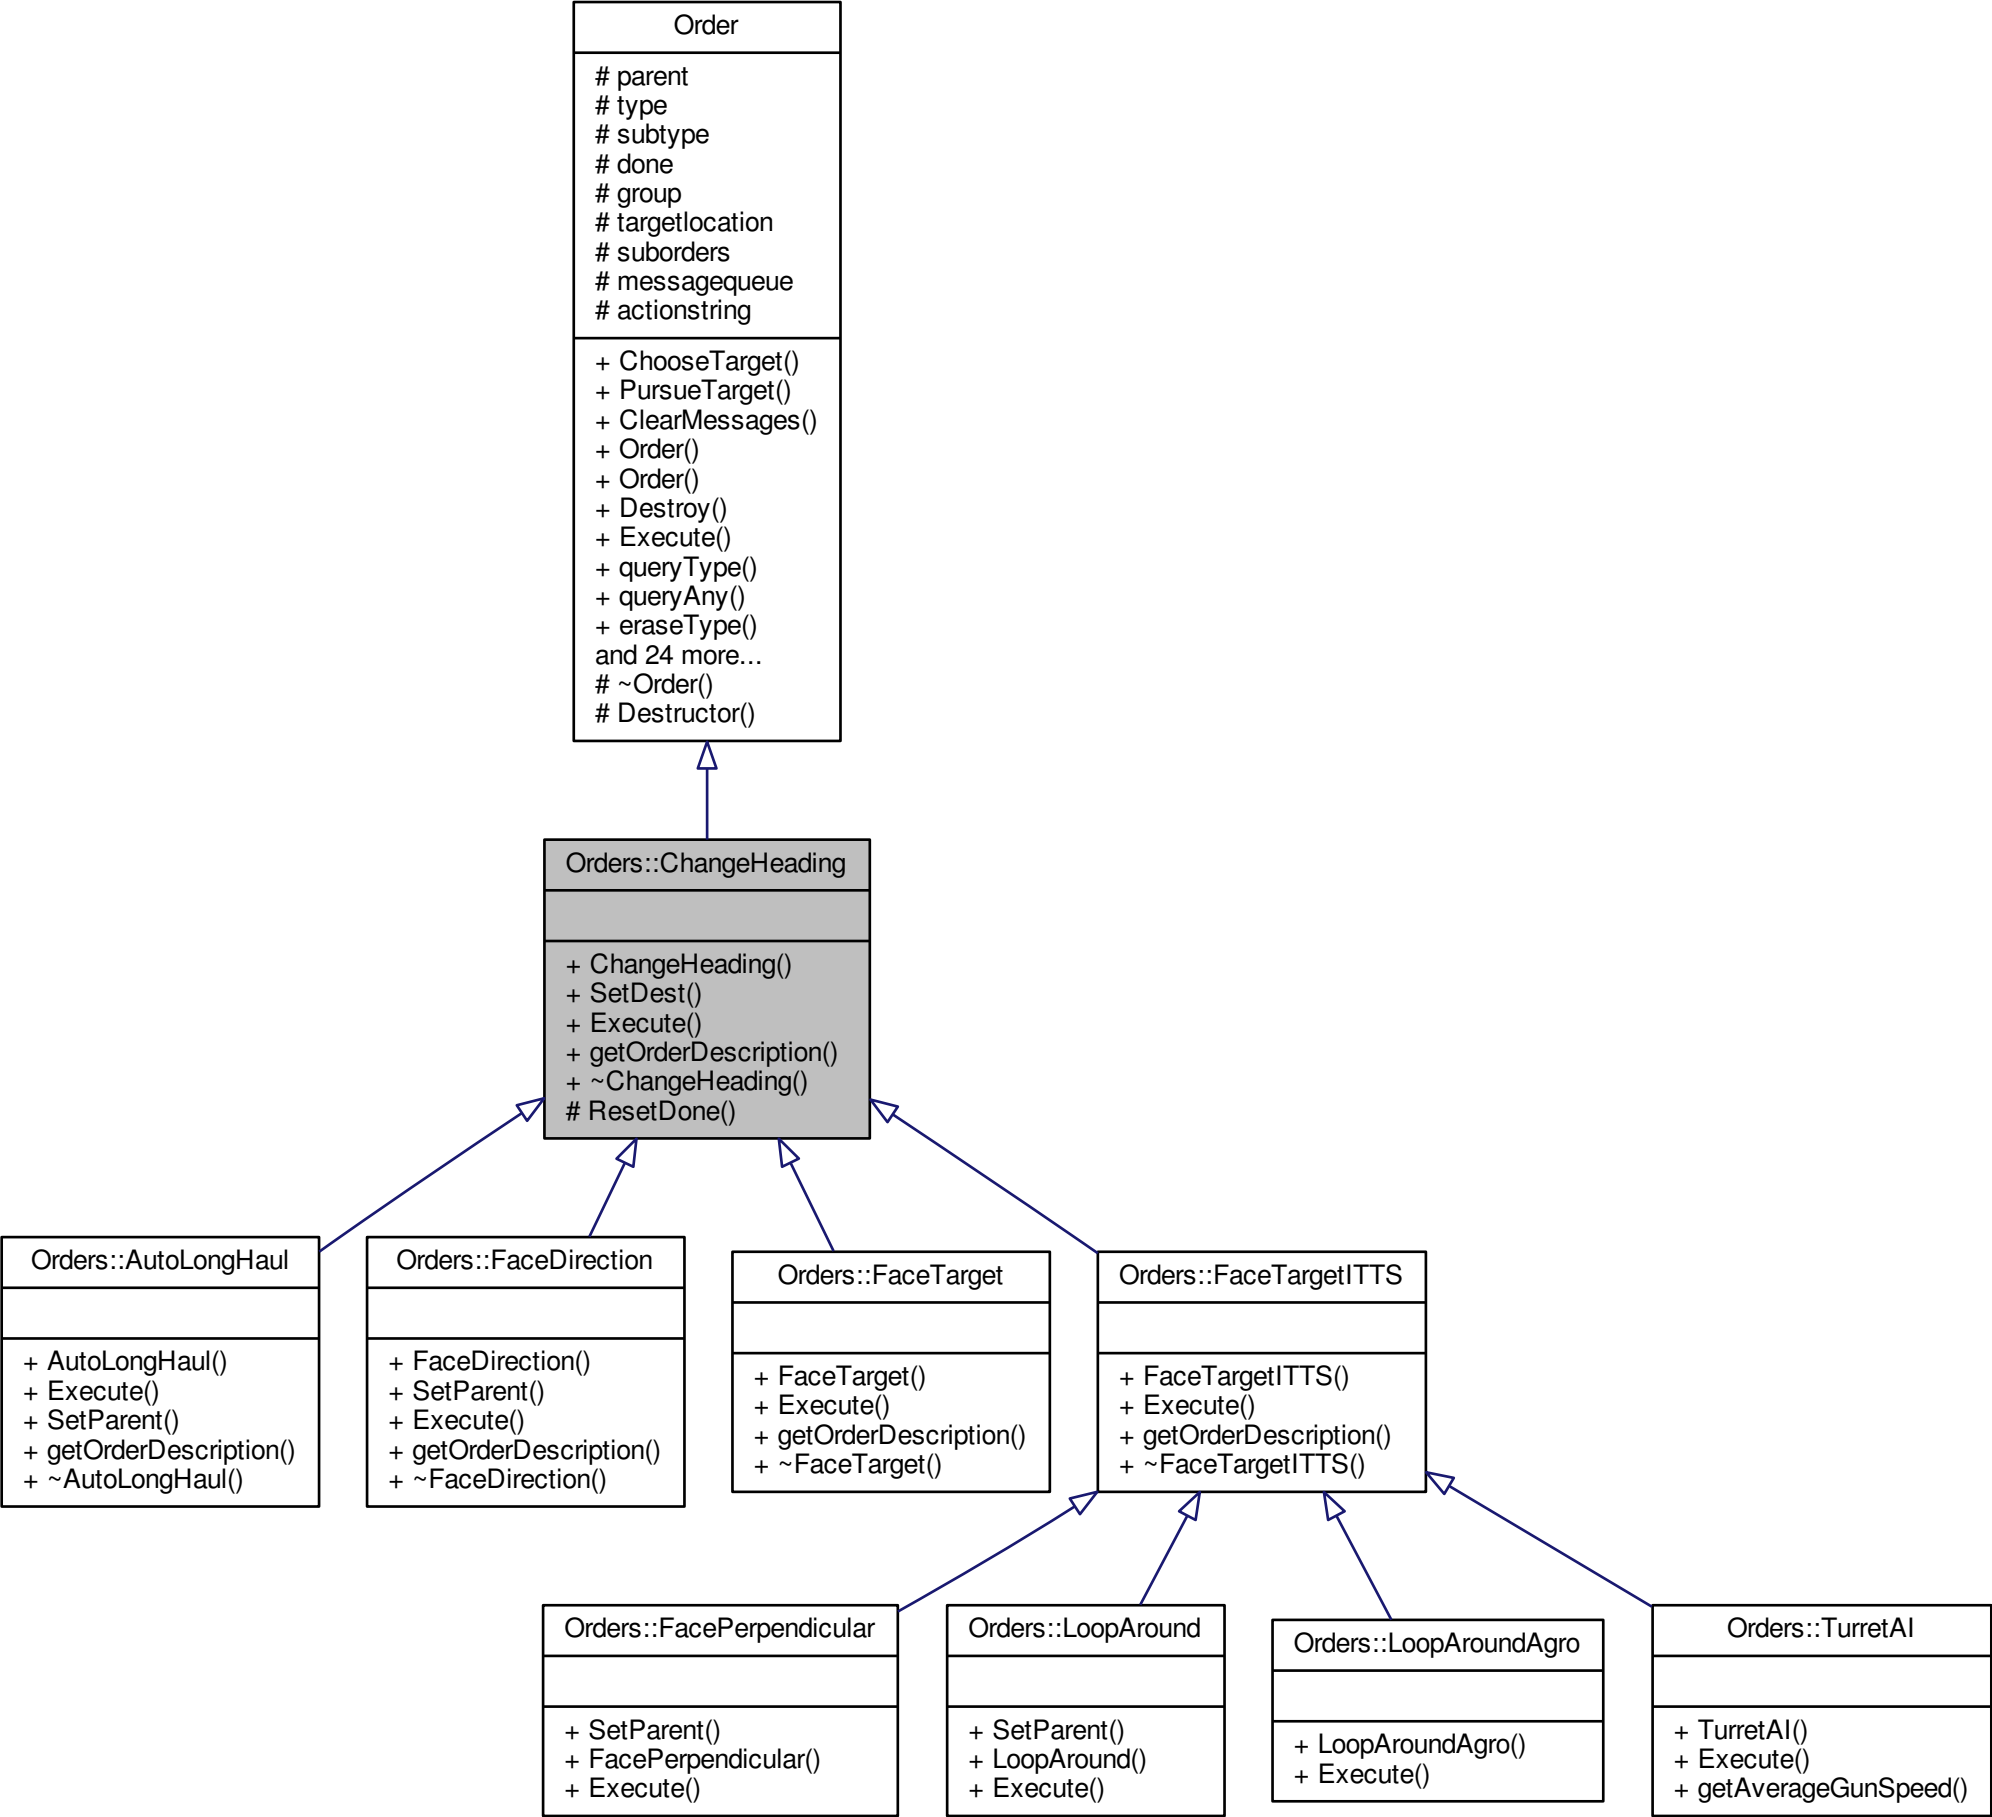 Order
# parent
# type
# subtype
# done
# group
# targetlocation
# suborders
# messagequeue
# actionstring
+ ChooseTarget()
+ PursueTarget()
+ ClearMessages()
+ Order()
+ Order()
+ Destroy()
+ Execute()
+ queryType()
+ queryAny()
+ eraseType()
and 24 more...
# ~Order()
# Destructor()
Orders::ChangeHeading
+ ChangeHeading()
+ SetDest()
+ Execute()
+ getOrderDescription()
+ ~ChangeHeading()
# ResetDone()
Orders::AutoLongHaul
+ AutoLongHaul()
+ Execute()
+ SetParent()
+ getOrderDescription()
+ ~AutoLongHaul()
Orders::FaceDirection
+ FaceDirection()
+ SetParent()
+ Execute()
+ getOrderDescription()
+ ~FaceDirection()
Orders::FaceTarget
+ FaceTarget()
+ Execute()
+ getOrderDescription()
+ ~FaceTarget()
Orders::FaceTargetITTS
+ FaceTargetITTS()
+ Execute()
+ getOrderDescription()
+ ~FaceTargetITTS()
Orders::FacePerpendicular
+ SetParent()
+ FacePerpendicular()
+ Execute()
Orders::LoopAround
+ SetParent()
+ LoopAround()
+ Execute()
Orders::LoopAroundAgro
+ LoopAroundAgro()
+ Execute()
Orders::TurretAI
+ TurretAI()
+ Execute()
+ getAverageGunSpeed()